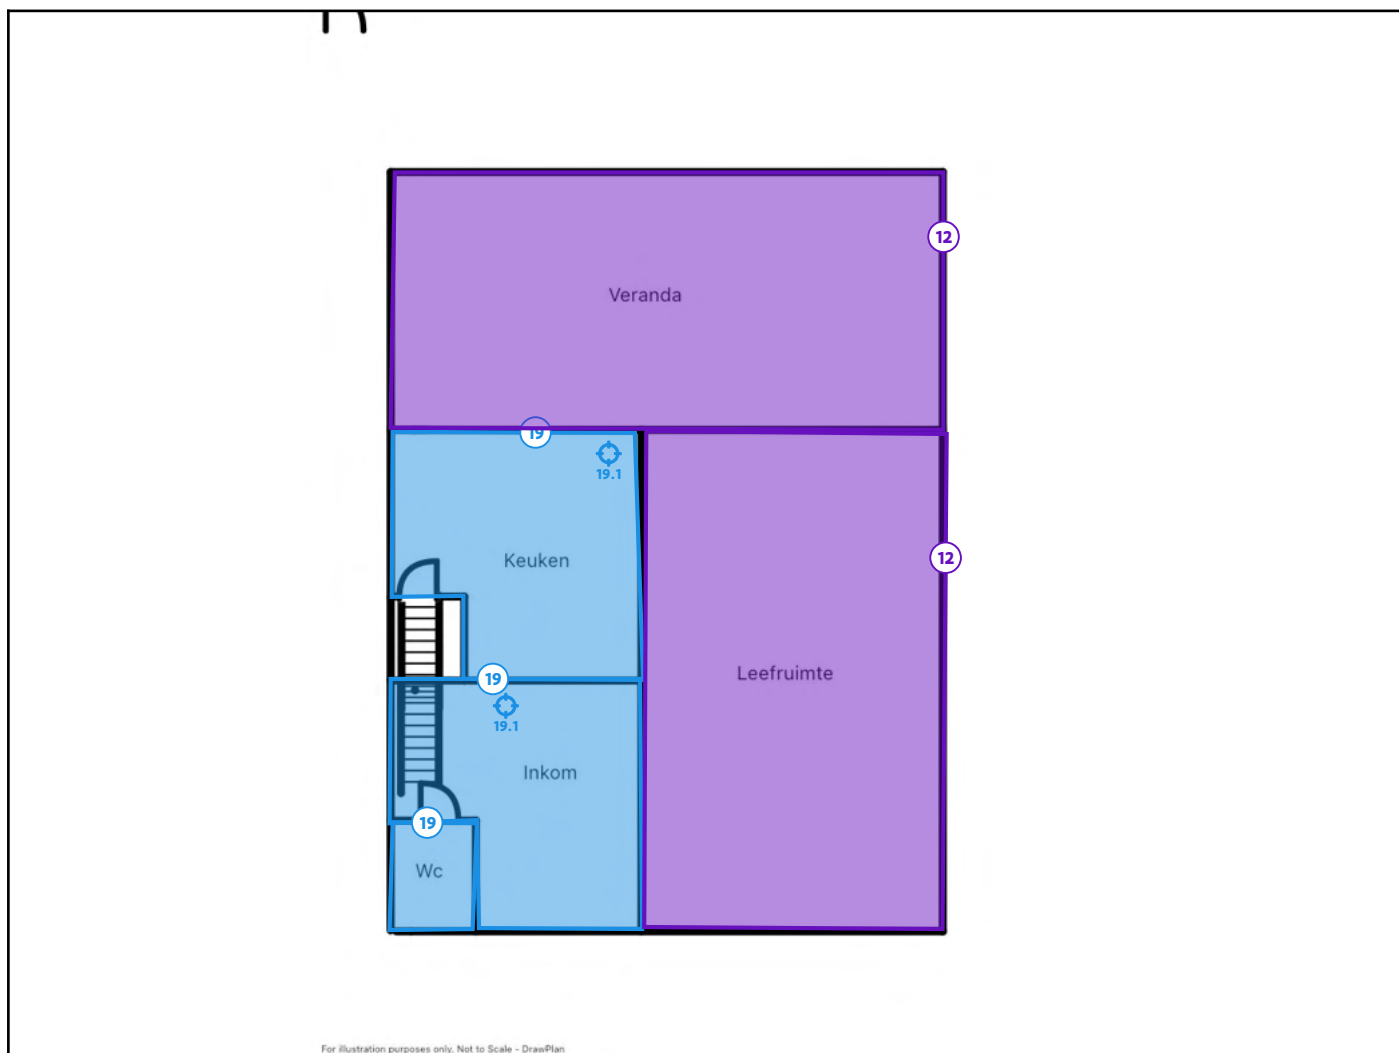 12
Veranda
19
19.1
12
Keuken
Leefruimte
19
19.1
Inkom
19
Wc
For illustration purposes only. Not to Scale - DrawPlan